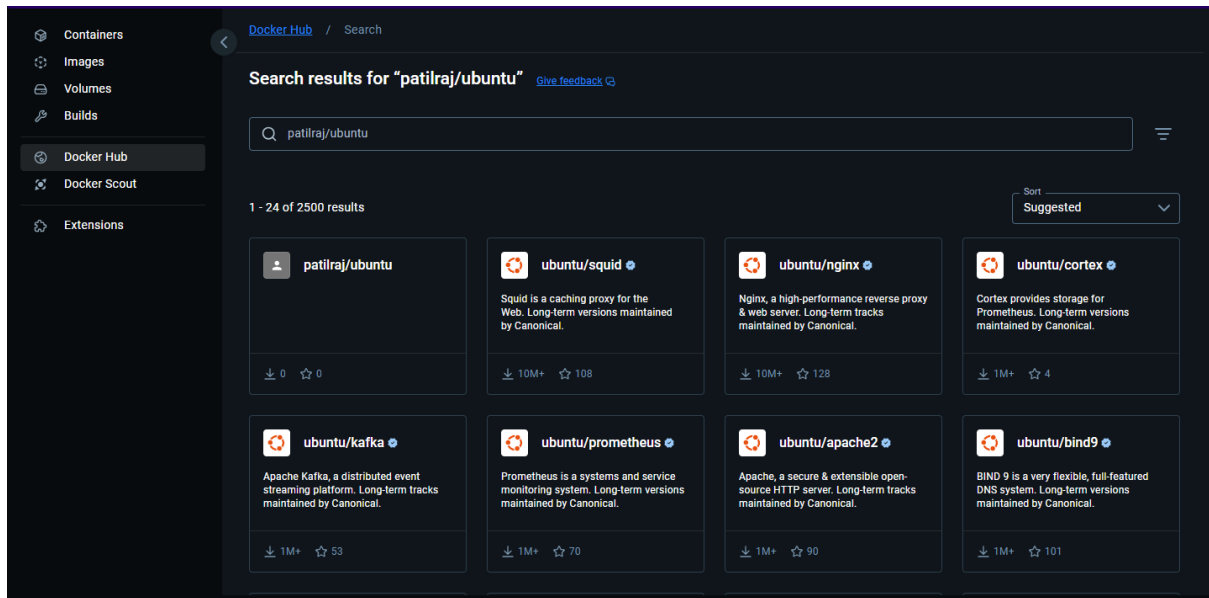 Containers
Images
Volumes
Builds
Docker Hub
Docker Scout
Extensions
Docker Hub / Search
Search results for “patilraj/ubuntu” Give feedback
patilraj/ubuntu
1 - 24 of 2500 results
Sort
Suggested
patilraj/ubuntu
0 0
ubuntu/squid
Squid is a caching proxy for the
Web. Long-term versions maintained
by Canonical.
10M+ 108
ubuntu/nginx
Nginx, a high-performance reverse proxy
& web server. Long-term tracks
maintained by Canonical.
10M+ 128
ubuntu/cortex
Cortex provides storage for
Prometheus. Long-term versions
maintained by Canonical.
1M+ 4
ubuntu/kafka
Apache Kafka, a distributed event
streaming platform. Long-term tracks
maintained by Canonical.
1M+ 53
ubuntu/prometheus
Prometheus is a systems and service
monitoring system. Long-term versions
maintained by Canonical.
1M+ 70
ubuntu/apache2
Apache, a secure & extensible open-
source HTTP server. Long-term tracks
maintained by Canonical.
1M+ 90
ubuntu/bind9
BIND 9 is a very flexible, full-featured
DNS system. Long-term versions
maintained by Canonical.
1M+ 101